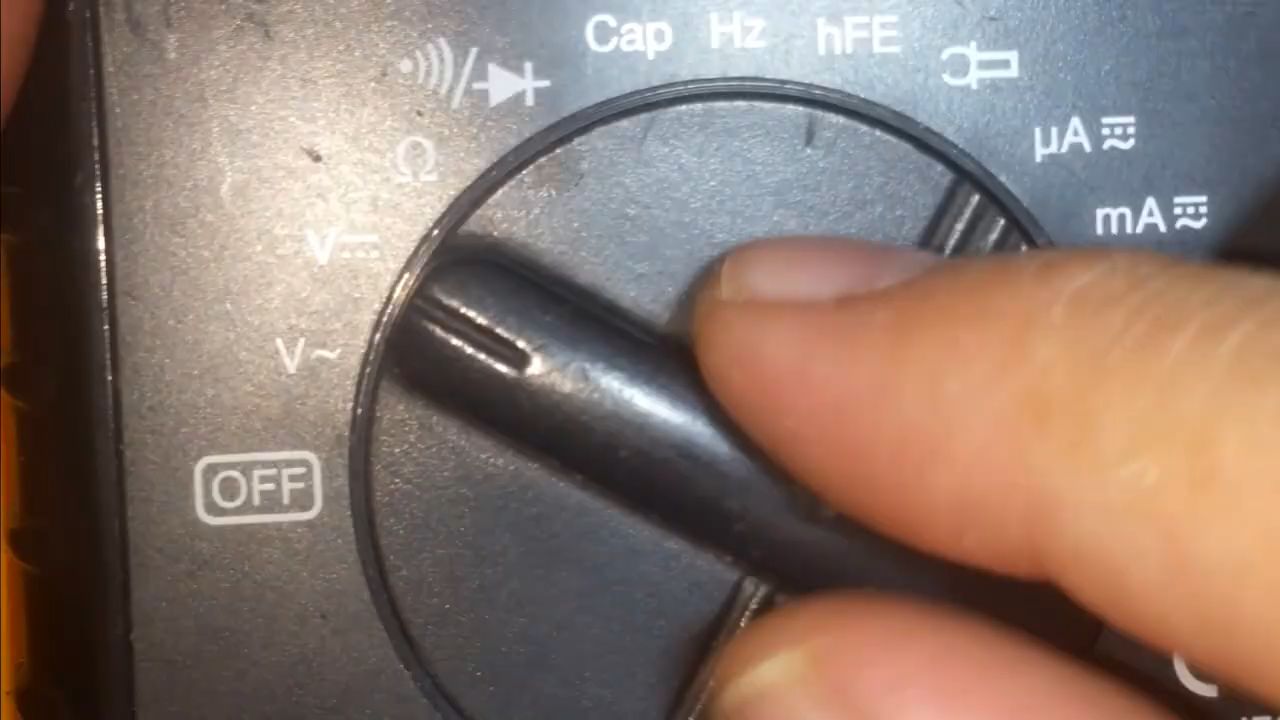 Cap Hz hFE
Ω
µA
mA
V
V~
OFF